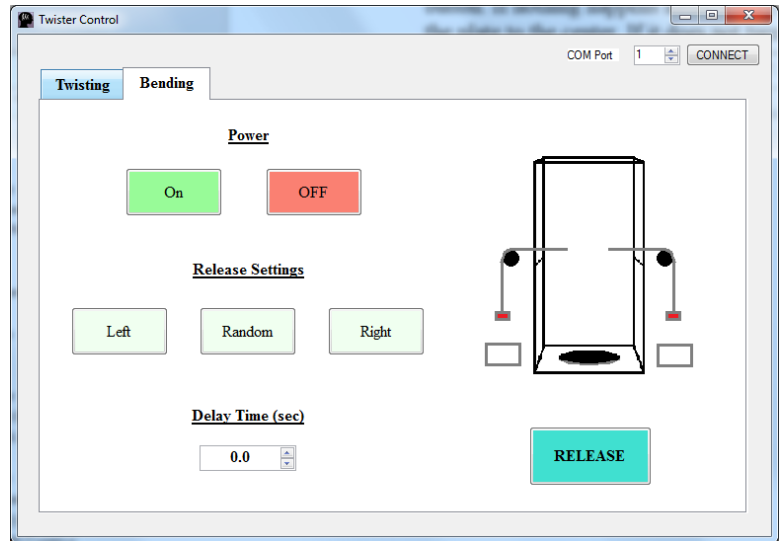 Twister Control
COM Port 1 CONNECT
Twisting Bending
Power
On OFF
Release Settings
Left Random Right
Delay Time (sec)
0.0
RELEASE